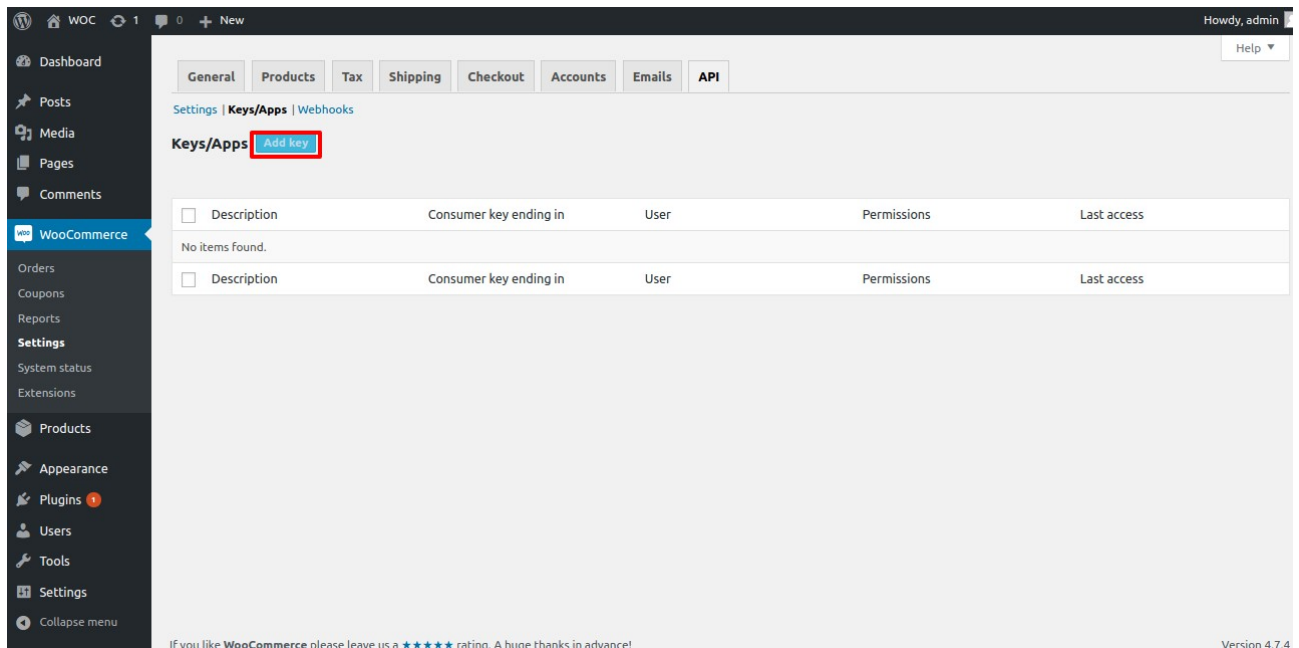 WOC 1 0 + New Howdy, admin
Help ▼
Dashboard
Posts
Media
Pages
Comments
WooCommerce
Orders
Coupons
Reports
Settings
System status
Extensions
Products
Appearance
Plugins 1
Users
Tools
Settings
Collapse menu
General Products Tax Shipping Checkout Accounts Emails API
Settings | Keys/Apps | Webhooks
Keys/Apps Add key
Description Consumer key ending in User Permissions Last access
No items found.
Description Consumer key ending in User Permissions Last access
If you like WooCommerce please leave us a ★★★★★ rating. A huge thanks in advance! Version 4.7.4